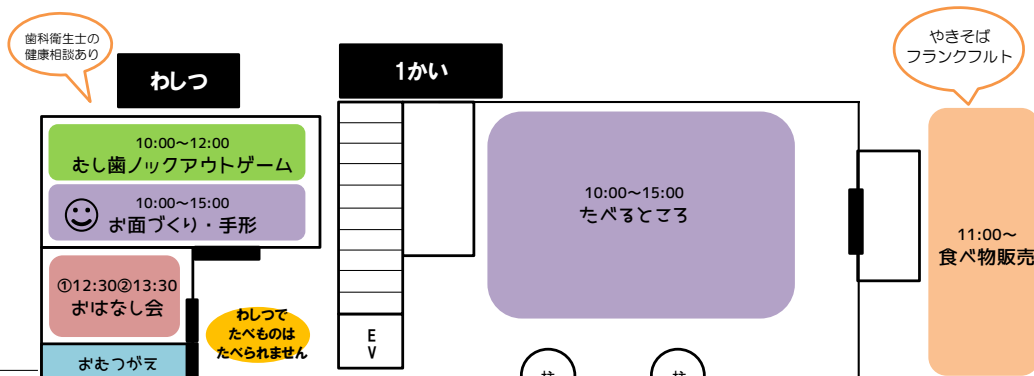 歯科衛生士の
健康相談あり
わしつ
10:00~12:00
むし歯ノックアウトゲーム
10:00~15:00
お面づくり・手形
①12:30②13:30
おはなし会
おむつがえ
わしつで
たべものは
たべられません
1かい
E
V
10:00~15:00
たべるところ
柱
柱
やきそば
フランクフルト
11:00~
食べ物販売